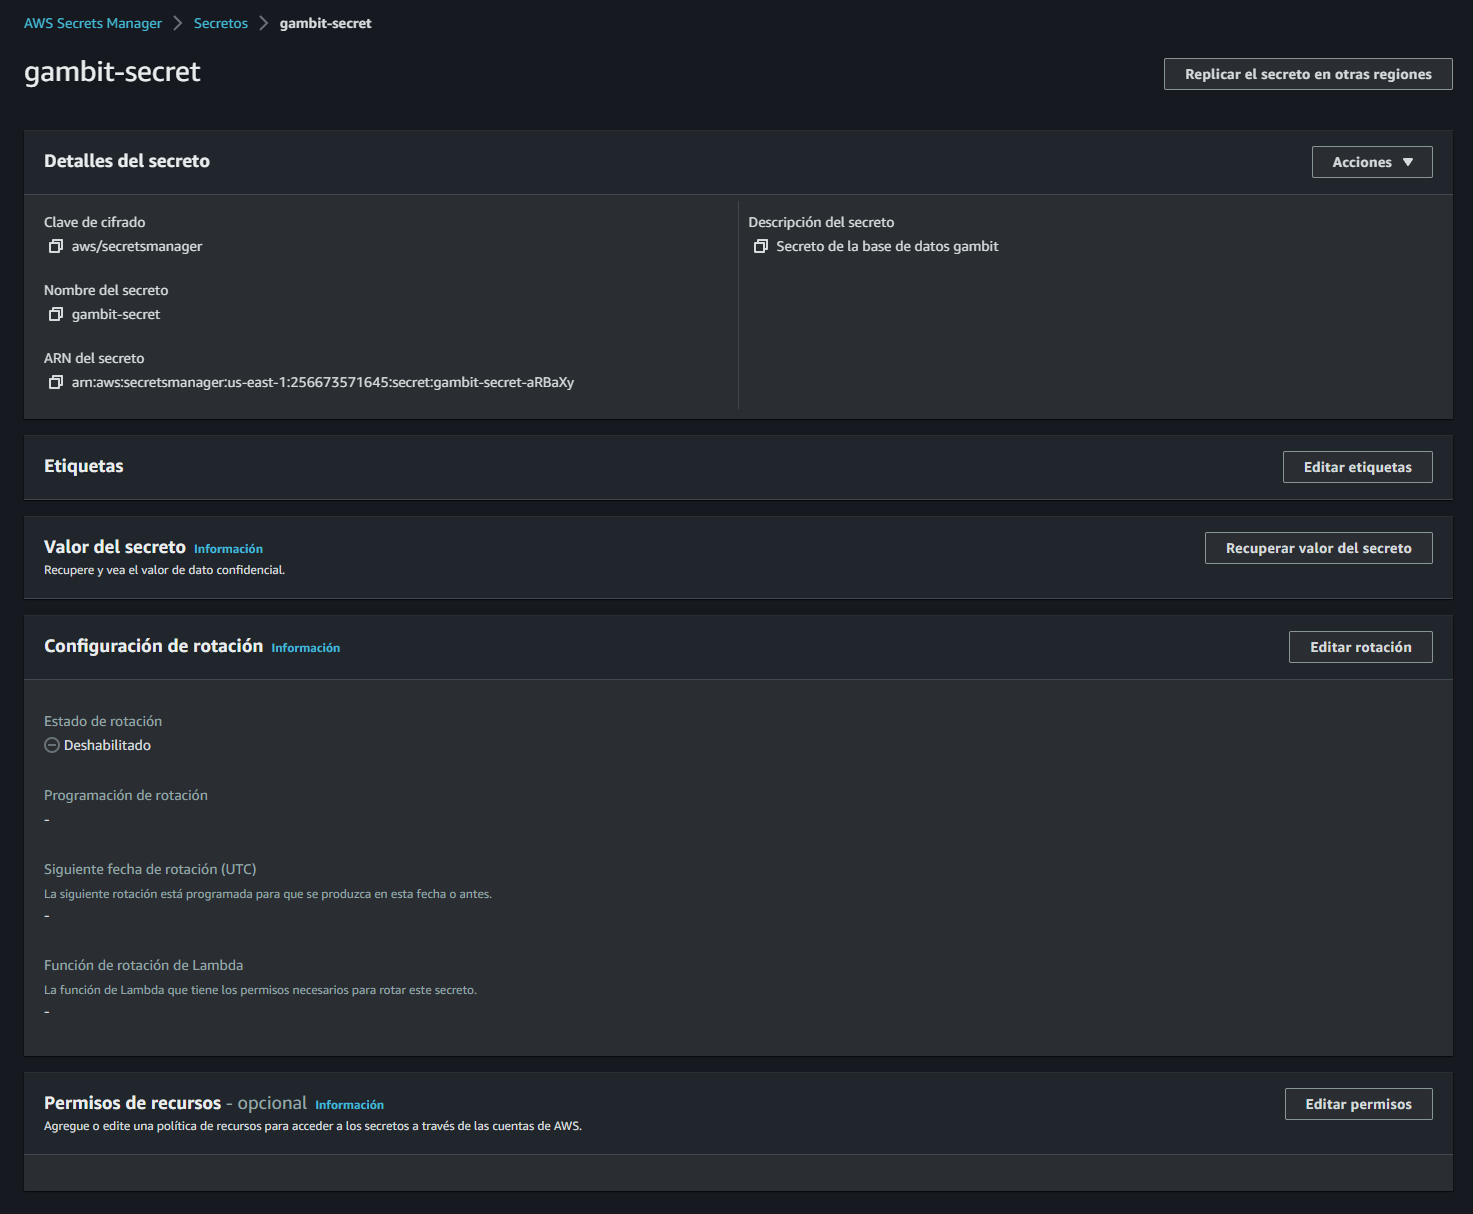 AWS Secrets Manager > Secretos > gambit-secret
gambit-secret
Replicar el secreto en otras regiones
Detalles del secreto
Acciones ▼
Clave de cifrado
aws/secretsmanager
Nombre del secreto
gambit-secret
ARN del secreto
arn:aws:secretsmanager:us-east-1:256673571645:secret:gambit-secret-aRBaXy
Descripción del secreto
Secreto de la base de datos gambit
Etiquetas
Editar etiquetas
Valor del secreto Información
Recupere y vea el valor de dato confidencial.
Recuperar valor del secreto
Configuración de rotación Información
Editar rotación
Estado de rotación
Deshabilitado
Programación de rotación
-
Siguiente fecha de rotación (UTC)
La siguiente rotación está programada para que se produzca en esta fecha o antes.
-
Función de rotación de Lambda
La función de Lambda que tiene los permisos necesarios para rotar este secreto.
-
Permisos de recursos - opcional Información
Agregue o edite una política de recursos para acceder a los secretos a través de las cuentas de AWS.
Editar permisos